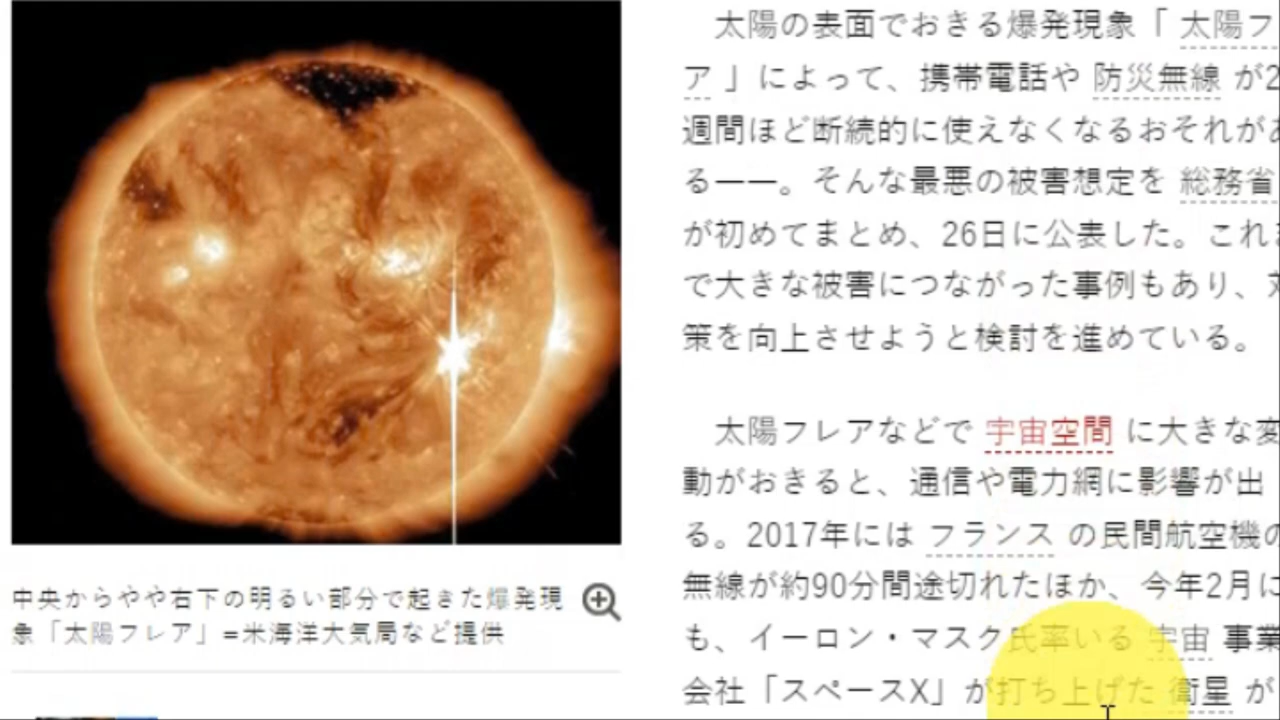 太陽の表面でおきる爆発現象「 太陽フ
ア 」によって、携帯電話や 防災無線 が2
週間ほど断続的に使えなくなるおそれがあ
る――。そんな最悪の被害想定を 総務省
が初めてまとめ、26日に公表した。これま
で大きな被害につながった事例もあり、対
策を向上させようと検討を進めている。
太陽フレアなどで 宇宙空間 に大きな変
動がおきると、通信や電力網に影響が出
る。2017年には フランス の民間航空機の
無線が約90分間途切れたほか、今年2月に
も、イーロン・マスク氏率いる 宇宙 事業
会社「スペースX」が打ち上げた 衛星 が
中央からやや右下の明るい部分で起きた爆発現
象「太陽フレア」=米海洋大気局など提供